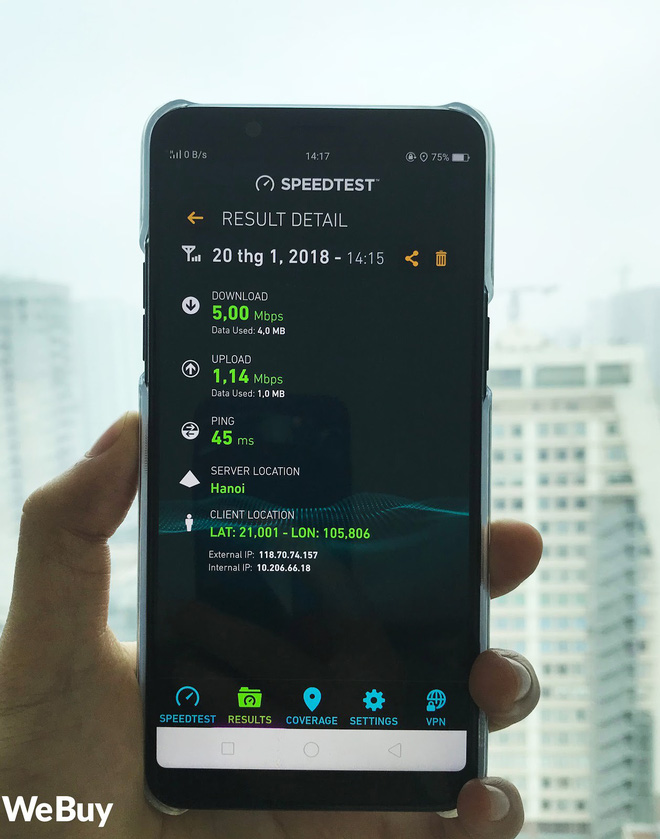 0 B/s 14:17 75%
SPEEDTEST™
RESULT DETAIL
20 thg 1, 2018 - 14:15
DOWNLOAD
5,00 Mbps
Data Used: 4,0 MB
UPLOAD
1,14 Mbps
Data Used: 1,0 MB
PING
45 ms
SERVER LOCATION
Hanoi
CLIENT LOCATION
LAT: 21,001 - LON: 105,806
External IP: 118.70.74.157
Internal IP: 10.206.66.18
SPEEDTEST RESULTS COVERAGE SETTINGS VPN
WeBuy